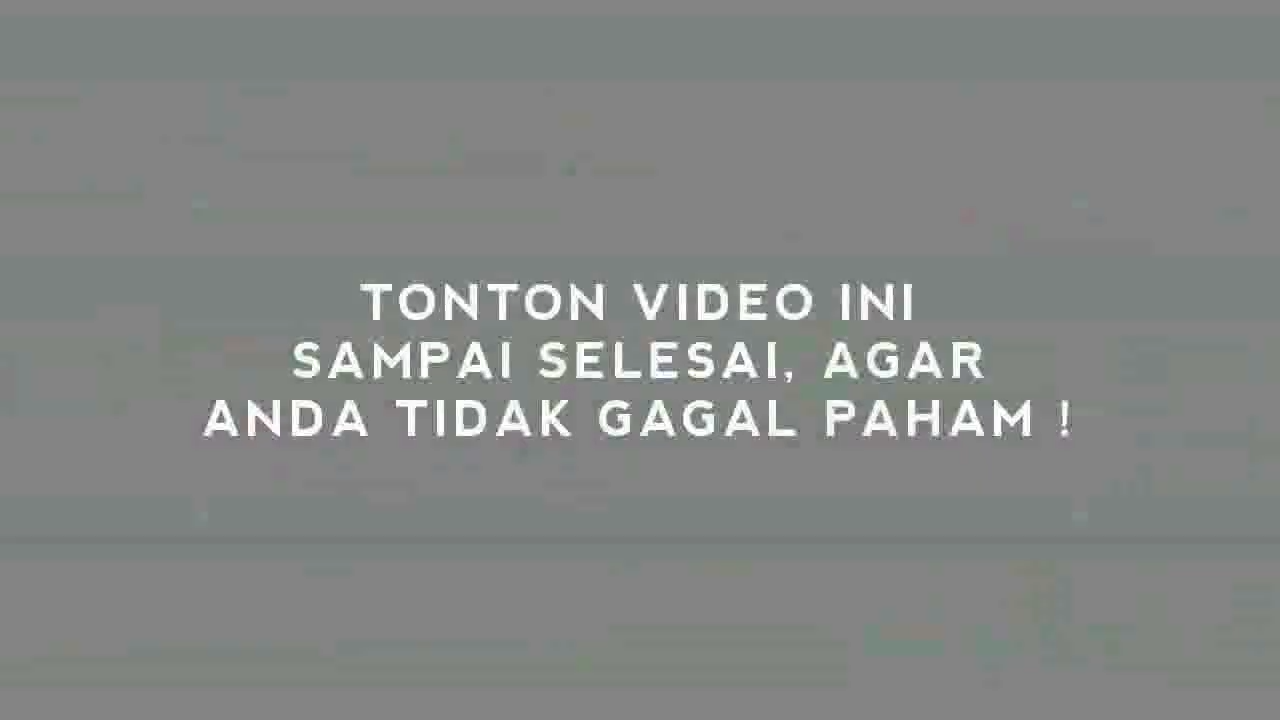 TONTON VIDEO INI
SAMPAI SELESAI, AGAR
ANDA TIDAK GAGAL PAHAM !